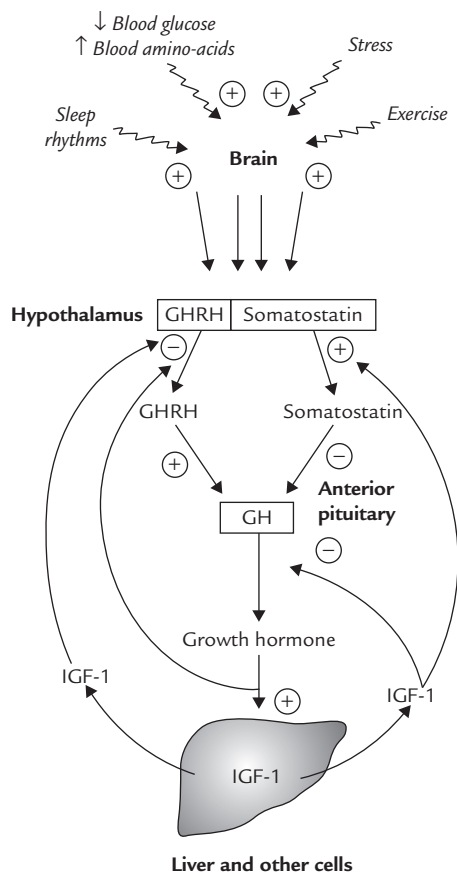 ↓ Blood glucose
↑ Blood amino-acids
Stress
+
+
Sleep
rhythms
Exercise
Brain
+
+
Hypothalamus
GHRH
Somatostatin
−
+
GHRH
Somatostatin
+
−
Anterior
pituitary
GH
−
Growth hormone
IGF-1
+
IGF-1
IGF-1
Liver and other cells